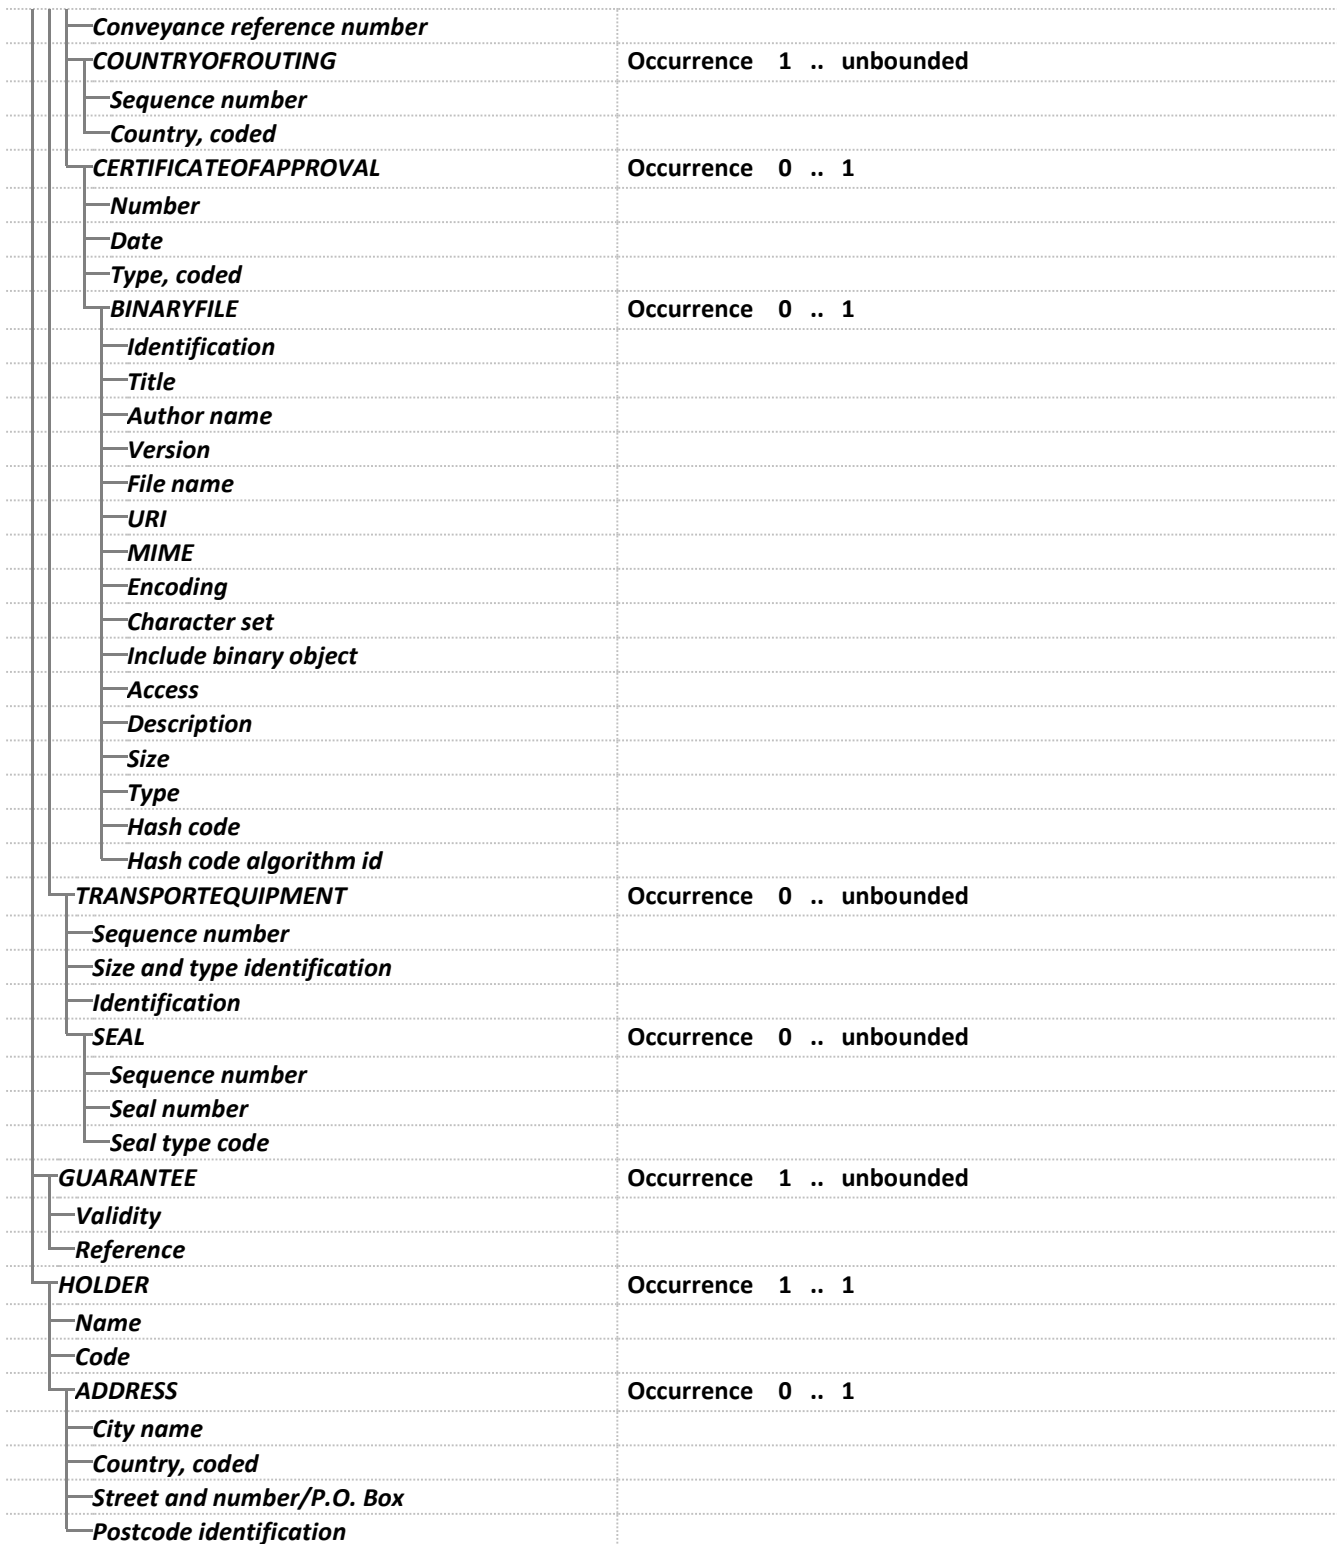 Conveyance reference number
COUNTRYOFROUTING Occurrence 1 .. unbounded
Sequence number
Country, coded
CERTIFICATEOFAPPROVAL Occurrence 0 .. 1
Number
Date
Type, coded
BINARYFILE Occurrence 0 .. 1
Identification
Title
Author name
Version
File name
URI
MIME
Encoding
Character set
Include binary object
Access
Description
Size
Type
Hash code
Hash code algorithm id
TRANSPORTEQUIPMENT Occurrence 0 .. unbounded
Sequence number
Size and type identification
Identification
SEAL Occurrence 0 .. unbounded
Sequence number
Seal number
Seal type code
GUARANTEE Occurrence 1 .. unbounded
Validity
Reference
HOLDER Occurrence 1 .. 1
Name
Code
ADDRESS Occurrence 0 .. 1
City name
Country, coded
Street and number/P.O. Box
Postcode identification